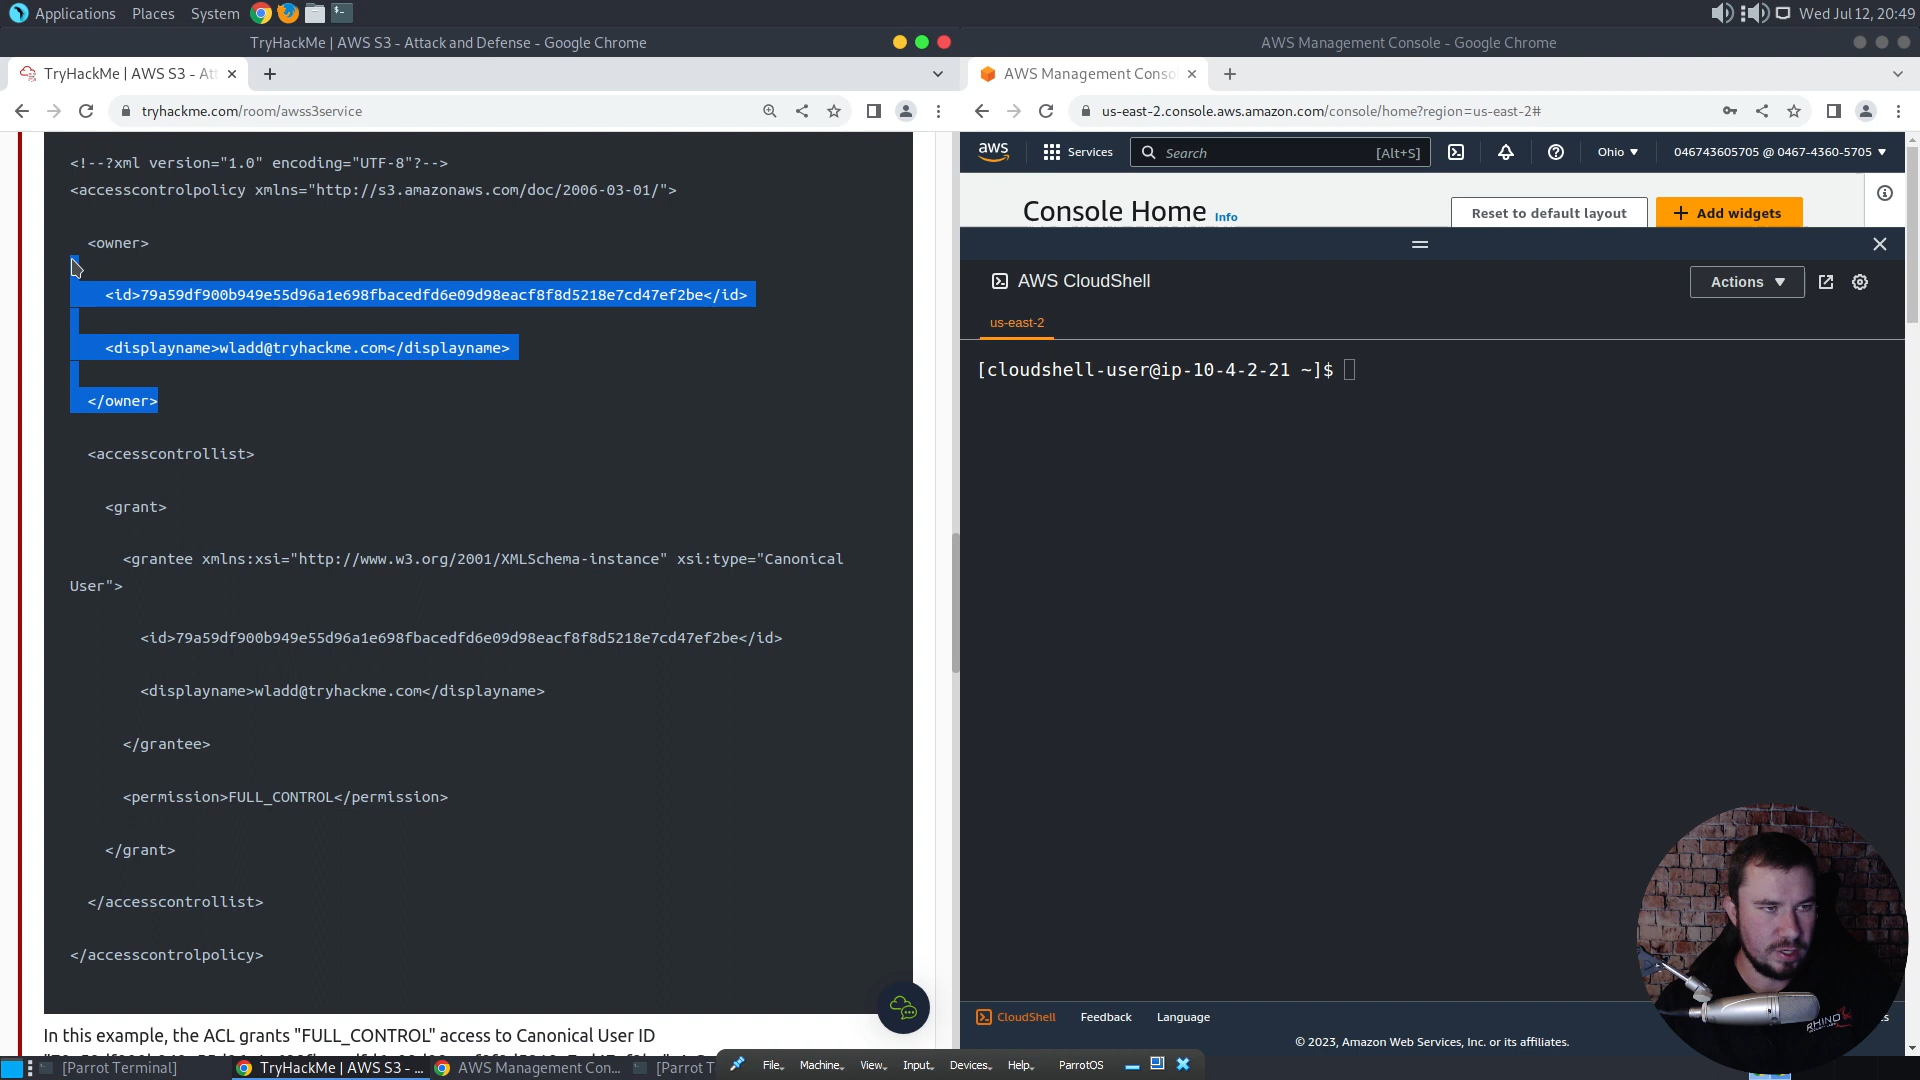 Applications Places System
Wed Jul 12, 20:49
TryHackMe | AWS S3 - Attack and Defense - Google Chrome
AWS Management Console - Google Chrome
TryHackMe | AWS S3 - Att
AWS Management Conso
tryhackme.com/room/awss3service
us-east-2.console.aws.amazon.com/console/home?region=us-east-2#
<!--?xml version="1.0" encoding="UTF-8"?-->
<accesscontrolpolicy xmlns="http://s3.amazonaws.com/doc/2006-03-01/">
<owner>
<id>79a59df900b949e55d96a1e698fbacedfd6e09d98eacf8f8d5218e7cd47ef2be</id>
<displayname>wladd@tryhackme.com</displayname>
</owner>
<accesscontrollist>
<grant>
<grantee xmlns:xsi="http://www.w3.org/2001/XMLSchema-instance" xsi:type="Canonical
User">
<id>79a59df900b949e55d96a1e698fbacedfd6e09d98eacf8f8d5218e7cd47ef2be</id>
<displayname>wladd@tryhackme.com</displayname>
</grantee>
<permission>FULL_CONTROL</permission>
</grant>
</accesscontrollist>
</accesscontrolpolicy>
In this example, the ACL grants "FULL_CONTROL" access to Canonical User ID
aws Services Search [Alt+S] Ohio 046743605705 @ 0467-4360-5705
Console Home Info Reset to default layout Add widgets
AWS CloudShell Actions
us-east-2
[cloudshell-user@ip-10-4-2-21 ~]$
CloudShell Feedback Language
© 2023, Amazon Web Services, Inc. or its affiliates.
RHINO
[Parrot Terminal] TryHackMe | AWS S3 - ... AWS Management Con... [Parrot T
File Machine View Input Devices Help ParrotOS